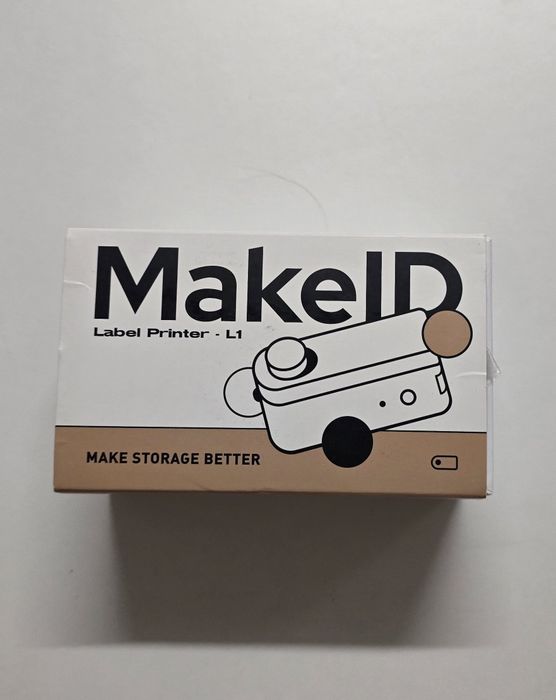 MakeID
Label Printer - L1
MAKE STORAGE BETTER